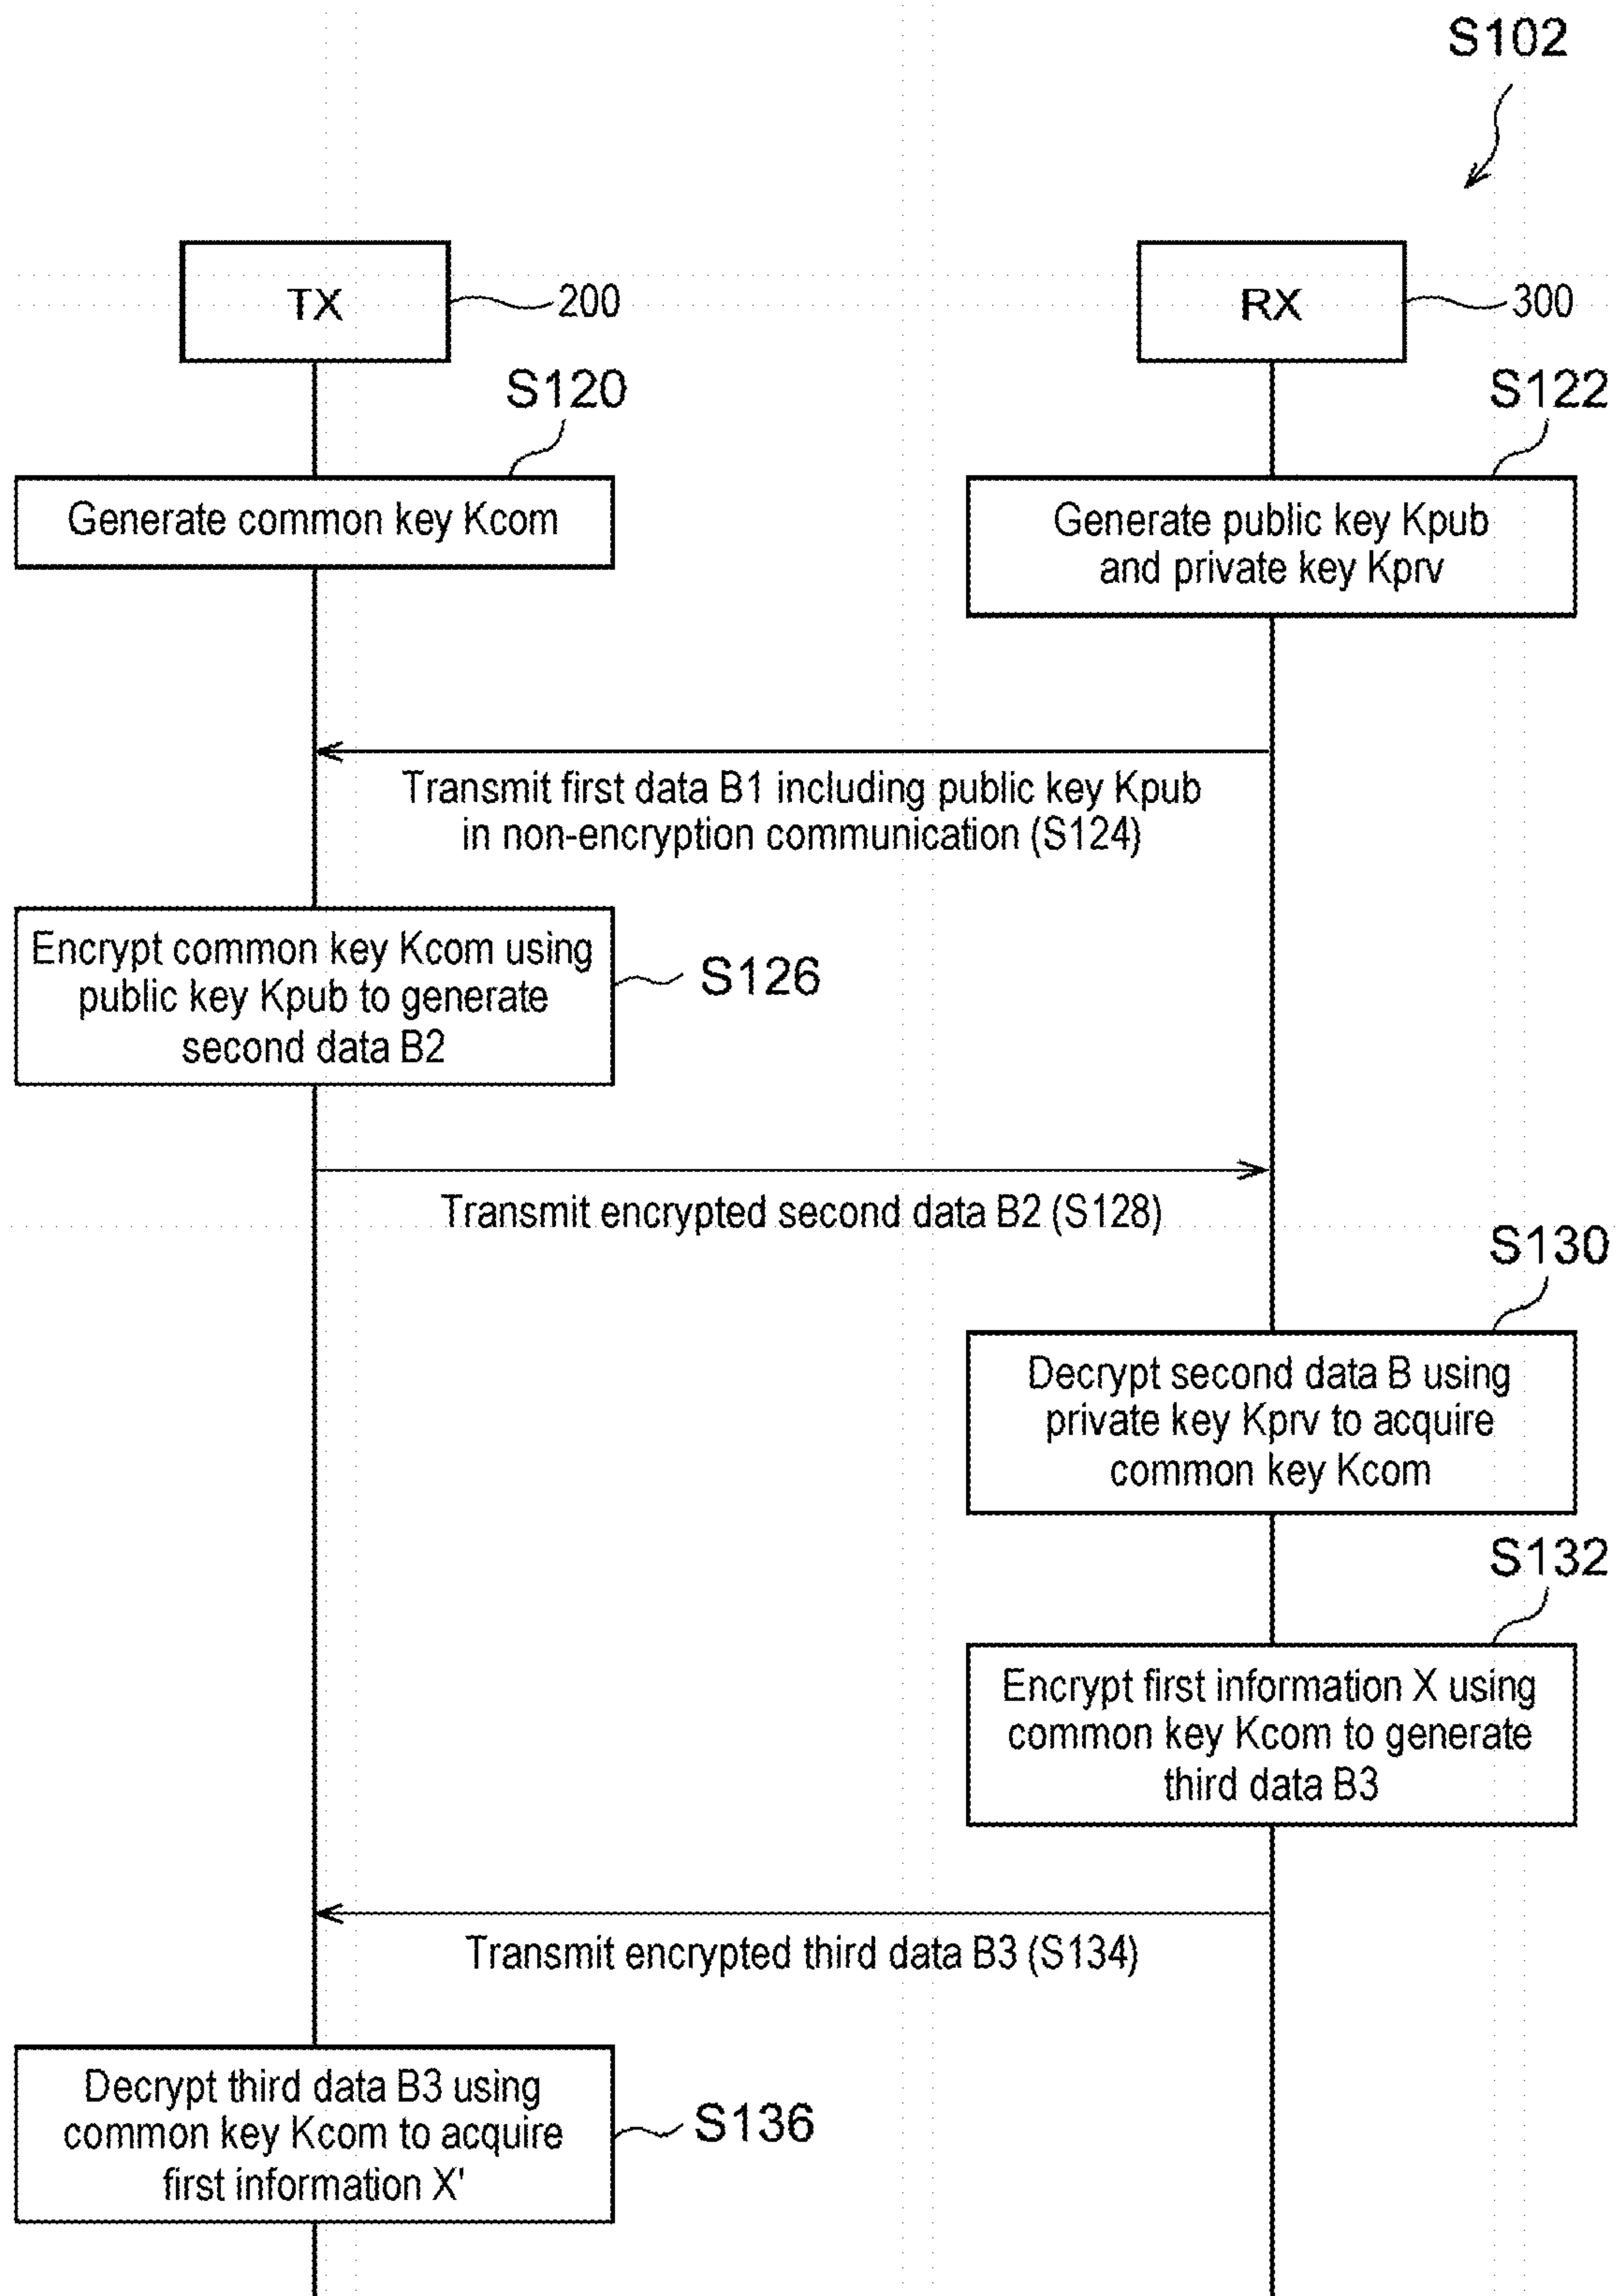 S102
TX
200
RX
300
S120
S122
Generate common key Kcom
Generate public key Kpub
and private key Kprv
Transmit first data B1 including public key Kpub
in non-encryption communication (S124)
Encrypt common key Kcom using
public key Kpub to generate
second data B2
S126
Transmit encrypted second data B2 (S128)
S130
Decrypt second data B using
private key Kprv to acquire
common key Kcom
S132
Encrypt first information X using
common key Kcom to generate
third data B3
Transmit encrypted third data B3 (S134)
Decrypt third data B3 using
common key Kcom to acquire
first information X'
S136